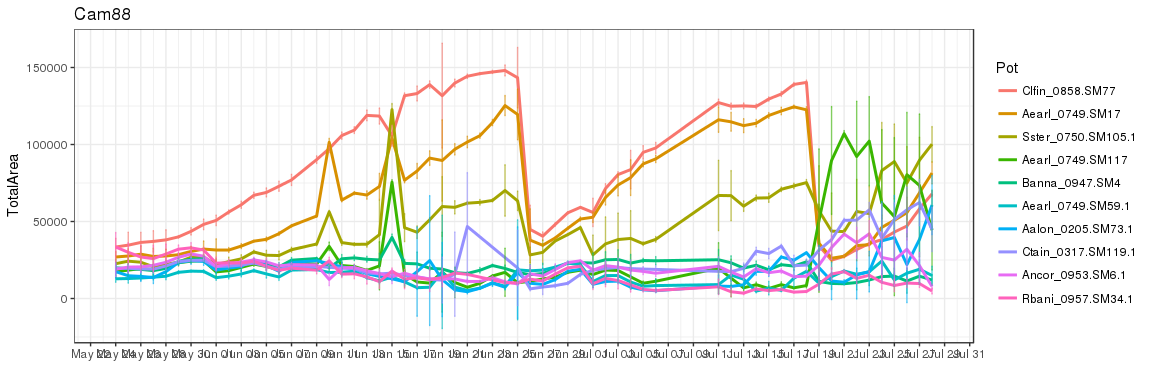 Cam88
TotalArea
150000
100000
50000
0
May 22 May 24 May 26 May 28 May 30 Jun 01 Jun 03 Jun 05 Jun 07 Jun 09 Jun 11 Jun 13 Jun 15 Jun 17 Jun 19 Jun 21 Jun 23 Jun 25 Jun 27 Jun 29 Jul 01 Jul 03 Jul 05 Jul 07 Jul 09 Jul 11 Jul 13 Jul 15 Jul 17 Jul 19 Jul 21 Jul 23 Jul 25 Jul 27 Jul 29 Jul 31
Pot
Clfin_0858.SM77
Aearl_0749.SM17
Sster_0750.SM105.1
Aearl_0749.SM117
Banna_0947.SM4
Aearl_0749.SM59.1
Aalon_0205.SM73.1
Ctain_0317.SM119.1
Ancor_0953.SM6.1
Rbani_0957.SM34.1